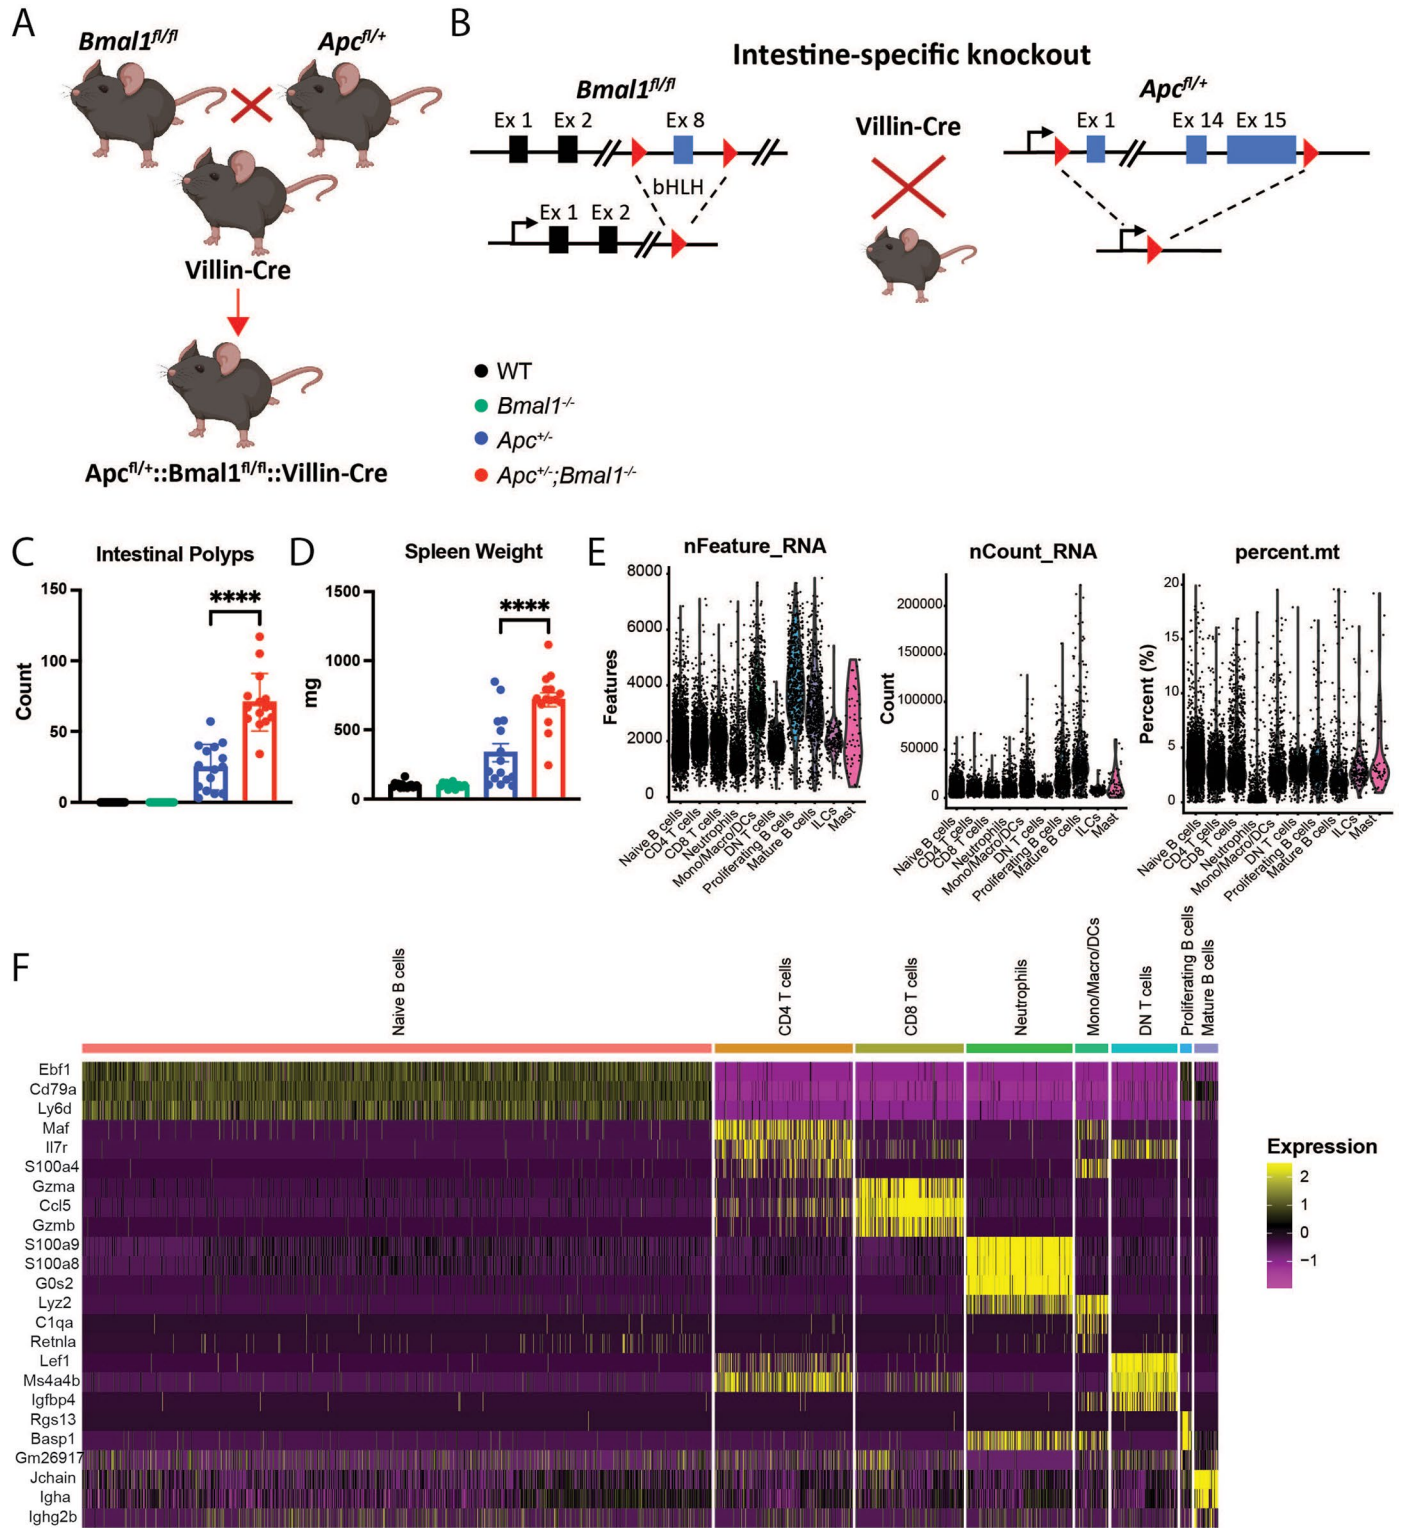 A
Bmal1fl/fl
Apcfl/+
Villin-Cre
Apcfl/+::Bmal1fl/fl::Villin-Cre
B
Intestine-specific knockout
Bmal1fl/fl
Ex 1
Ex 2
Ex 8
bHLH
Ex 1
Ex 2
Villin-Cre
Apcfl/+
Ex 1
Ex 14
Ex 15
WT
Bmal1-/-
Apc+/-
Apc+/-;Bmal1-/-
C
Intestinal Polyps
Count
150
100
50
0
****
D
Spleen Weight
mg
1500
1000
500
0
****
E
nFeature_RNA
Features
8000
6000
4000
2000
0
Naive B cells
CD4 T cells
CD8 T cells
Neutrophils
Mono/Macro/DCs
DN T cells
Proliferating B cells
Mature B cells
ILCs
Mast
nCount_RNA
Count
200000
150000
100000
50000
0
Naive B cells
CD4 T cells
CD8 T cells
Neutrophils
Mono/Macro/DCs
DN T cells
Proliferating B cells
Mature B cells
ILCs
Mast
percent.mt
Percent (%)
20
15
10
5
0
Naive B cells
CD4 T cells
CD8 T cells
Neutrophils
Mono/Macro/DCs
DN T cells
Proliferating B cells
Mature B cells
ILCs
Mast
F
Naive B cells
CD4 T cells
CD8 T cells
Neutrophils
Mono/Macro/DCs
DN T cells
Proliferating B cells
Mature B cells
Ebf1
Cd79a
Ly6d
Maf
Il7r
S100a4
Gzma
Ccl5
Gzmb
S100a9
S100a8
G0s2
Lyz2
C1qa
Retnla
Lef1
Ms4a4b
Igfbp4
Rgs13
Basp1
Gm26917
Jchain
Igha
Ighg2b
Expression
2
1
0
−1